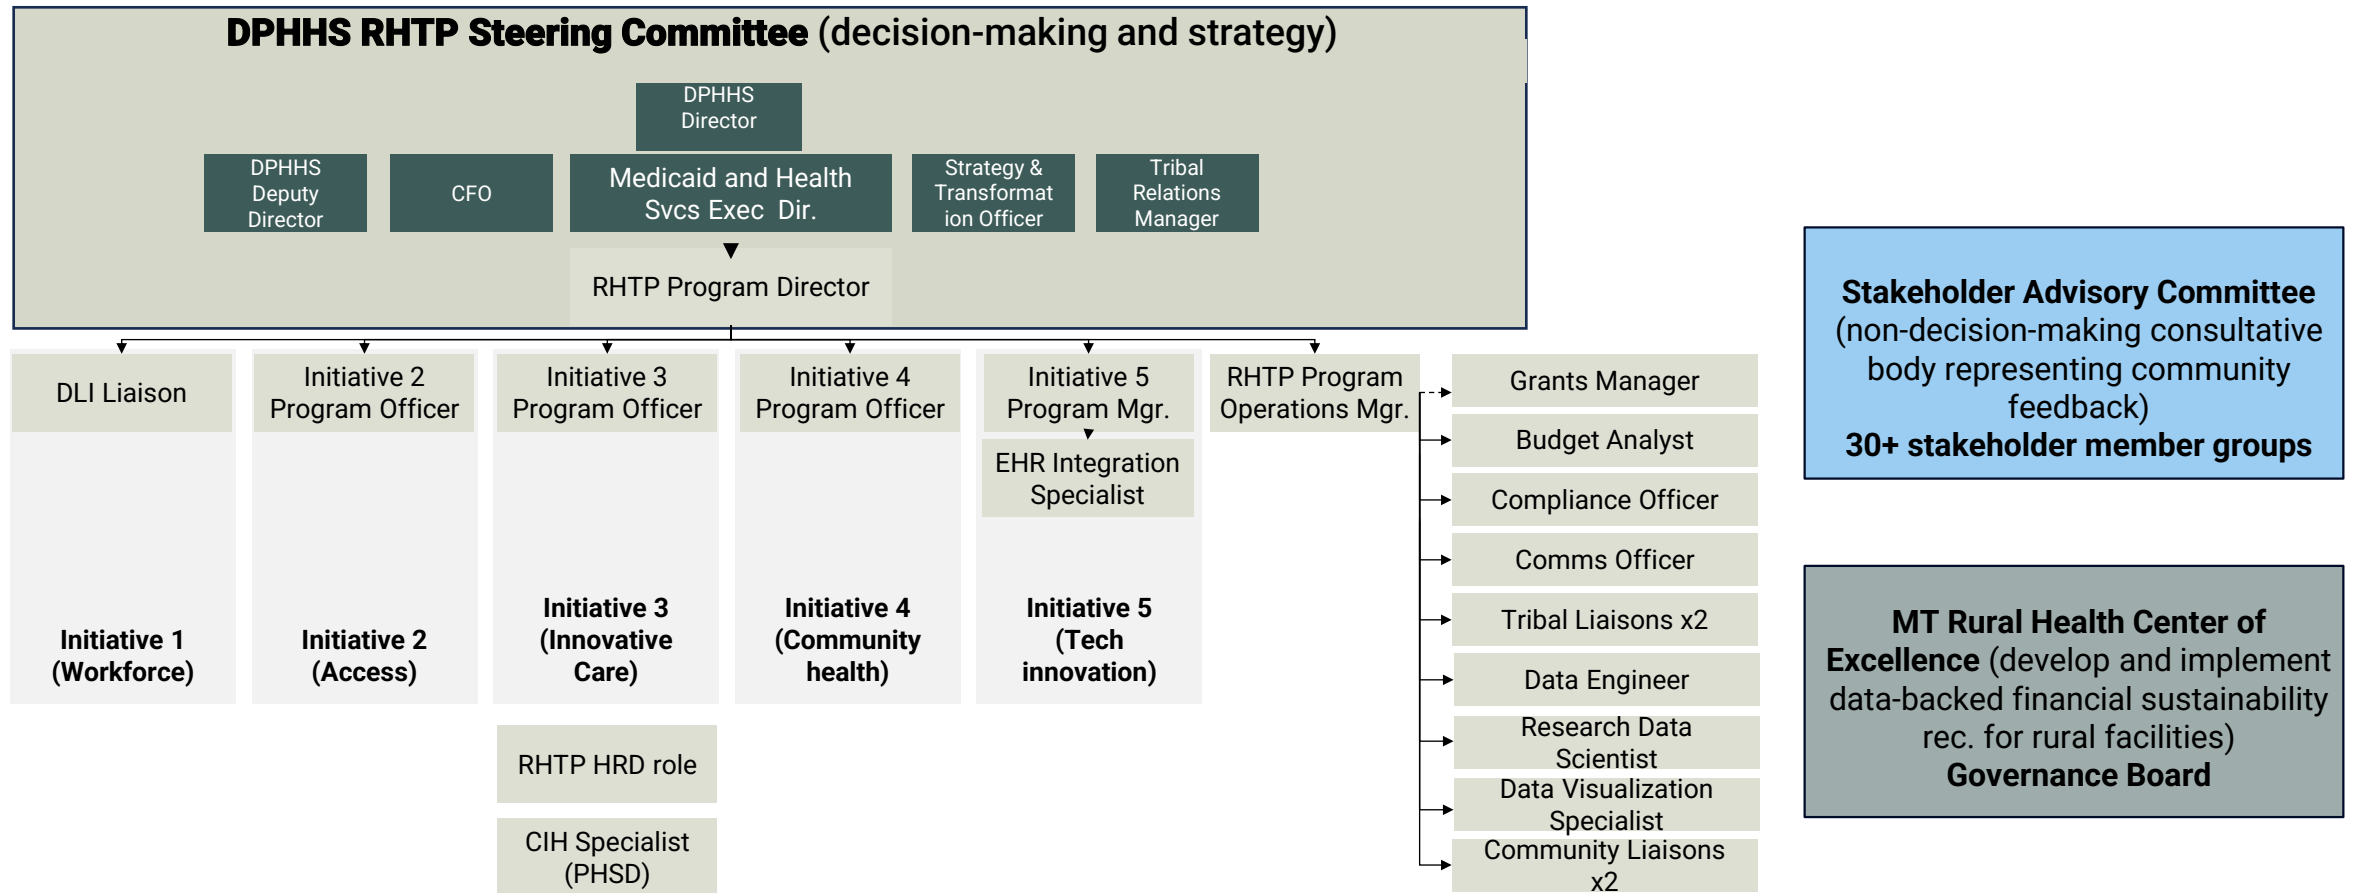 DPHHS RHTP Steering Committee (decision-making and strategy)
DPHHS
Director
DPHHS
Deputy
Director
CFO
Medicaid and Health
Svcs Exec Dir.
Strategy &
Transformat
ion Officer
Tribal
Relations
Manager
RHTP Program Director
DLI Liaison
Initiative 2
Program Officer
Initiative 3
Program Officer
Initiative 4
Program Officer
Initiative 5
Program Mgr.
RHTP Program
Operations Mgr.
EHR Integration
Specialist
Initiative 1
(Workforce)
Initiative 2
(Access)
Initiative 3
(Innovative
Care)
Initiative 4
(Community
health)
Initiative 5
(Tech
innovation)
RHTP HRD role
CIH Specialist
(PHSD)
Grants Manager
Budget Analyst
Compliance Officer
Comms Officer
Tribal Liaisons x2
Data Engineer
Research Data
Scientist
Data Visualization
Specialist
Community Liaisons
x2
Stakeholder Advisory Committee
(non-decision-making consultative
body representing community
feedback)
30+ stakeholder member groups
MT Rural Health Center of
Excellence (develop and implement
data-backed financial sustainability
rec. for rural facilities)
Governance Board